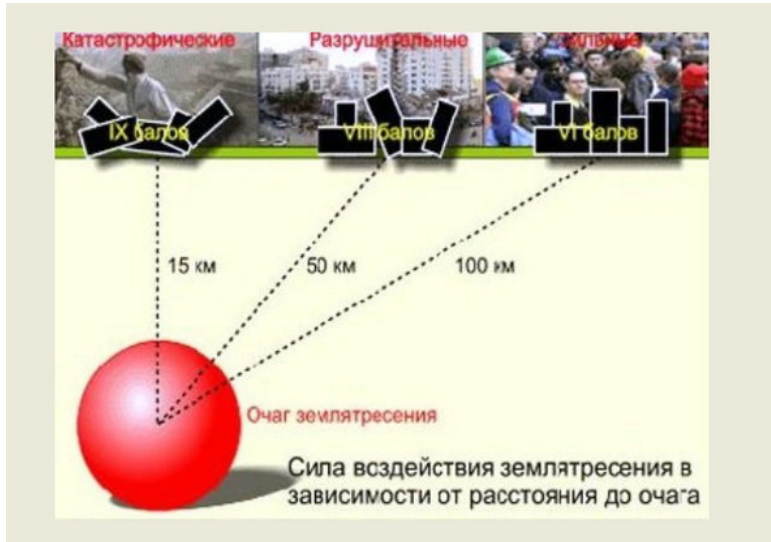 Катастрофические Разрушительные Сильные
IX балов VIII балов VI балов
15 км 50 км 100 км
Очаг землятресения
Сила воздействия землятресения в
зависимости от расстояния до очага